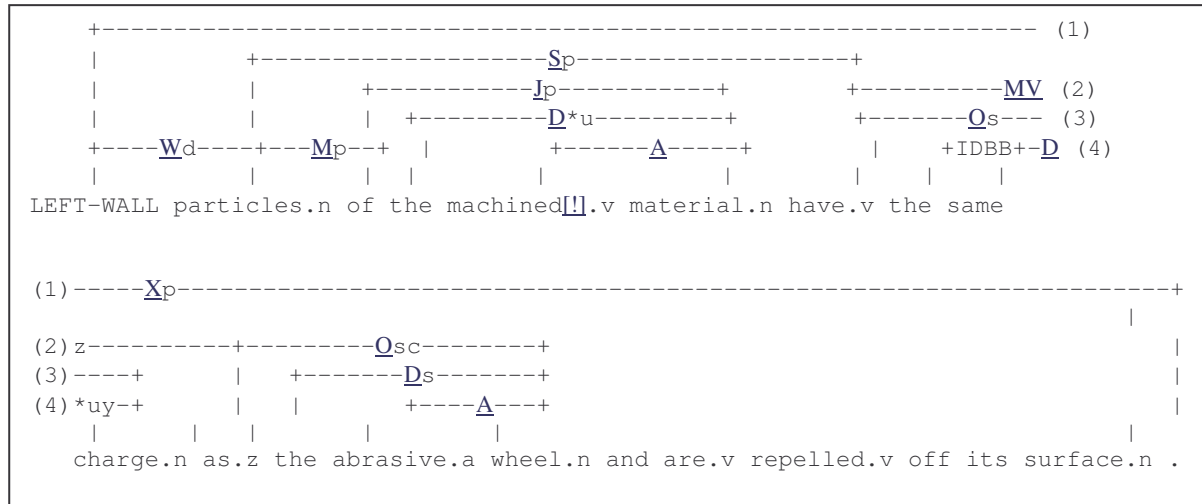 +----------------------------------------------------------------------- (1)
| +-------------------Sp------------------+
| | +-----------Jp-----------+ +----------MV (2)
| | | +---------D*u---------+ +-------Os--- (3)
+----Wd-----+---Mp--+ | +------A------+ | +IDBB+-D (4)
| | | | | | | | |
LEFT-WALL particles.n of the machined[!].v material.n have.v the same
(1)-----Xp------------------------------------------------------------------+
|
(2)z----------+---------Osc--------+ |
(3)----+ | +-------Ds-------+ |
(4)*uy-+ | | +----A---+ |
| | | | | |
charge.n as.z the abrasive.a wheel.n and are.v repelled.v off its surface.n .